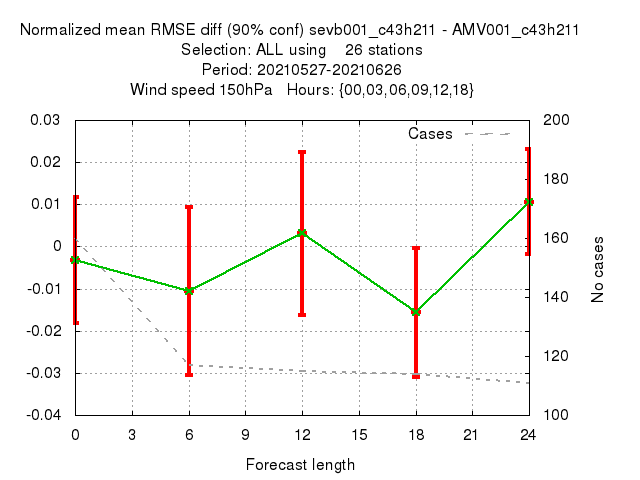 Normalized mean RMSE diff (90% conf) sevb001_c43h211 - AMV001_c43h211
Selection: ALL using 26 stations
Period: 20210527-20210626
Wind speed 150hPa Hours: {00,03,06,09,12,18}
Cases
0.03
0.02
0.01
0
-0.01
-0.02
-0.03
-0.04
200
180
160
140
120
100
No cases
0 3 6 9 12 15 18 21 24
Forecast length